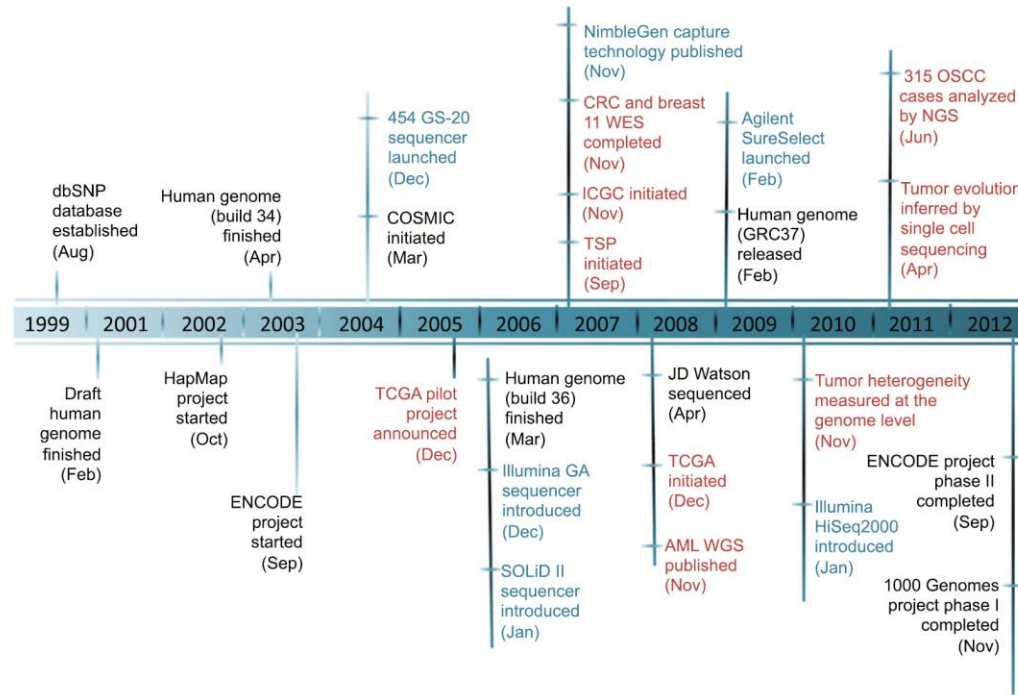 NimbleGen capture
technology published
(Nov)
CRC and breast
11 WES
completed
(Nov)
ICGC initiated
(Nov)
TSP
initiated
(Sep)
315 OSCC
cases analyzed
by NGS
(Jun)
Tumor evolution
inferred by
single cell
sequencing
(Apr)
454 GS-20
sequencer
launched
(Dec)
COSMIC
initiated
(Mar)
Agilent
SureSelect
launched
(Feb)
Human genome
(GRC37)
released
(Feb)
dbSNP
database
established
(Aug)
Human genome
(build 34)
finished
(Apr)
1999 2001 2002 2003 2004 2005 2006 2007 2008 2009 2010 2011 2012
Draft
human
genome
finished
(Feb)
HapMap
project
started
(Oct)
ENCODE
project
started
(Sep)
TCGA pilot
project
announced
(Dec)
Human genome
(build 36)
finished
(Mar)
Illumina GA
sequencer
introduced
(Dec)
SOLiD II
sequencer
introduced
(Jan)
JD Watson
sequenced
(Apr)
TCGA
initiated
(Dec)
AML WGS
published
(Nov)
Tumor heterogeneity
measured at the
genome level
(Nov)
Illumina
HiSeq2000
introduced
(Jan)
ENCODE project
phase II
completed
(Sep)
1000 Genomes
project phase I
completed
(Nov)